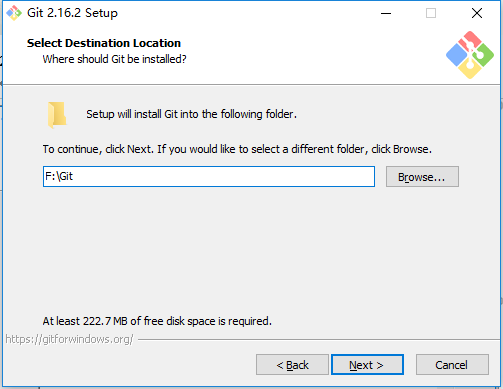 Git 2.16.2 Setup
Select Destination Location
Where should Git be installed?
Setup will install Git into the following folder.
To continue, click Next. If you would like to select a different folder, click Browse.
F:\Git
Browse...
At least 222.7 MB of free disk space is required.
https://gitforwindows.org/
< Back
Next >
Cancel